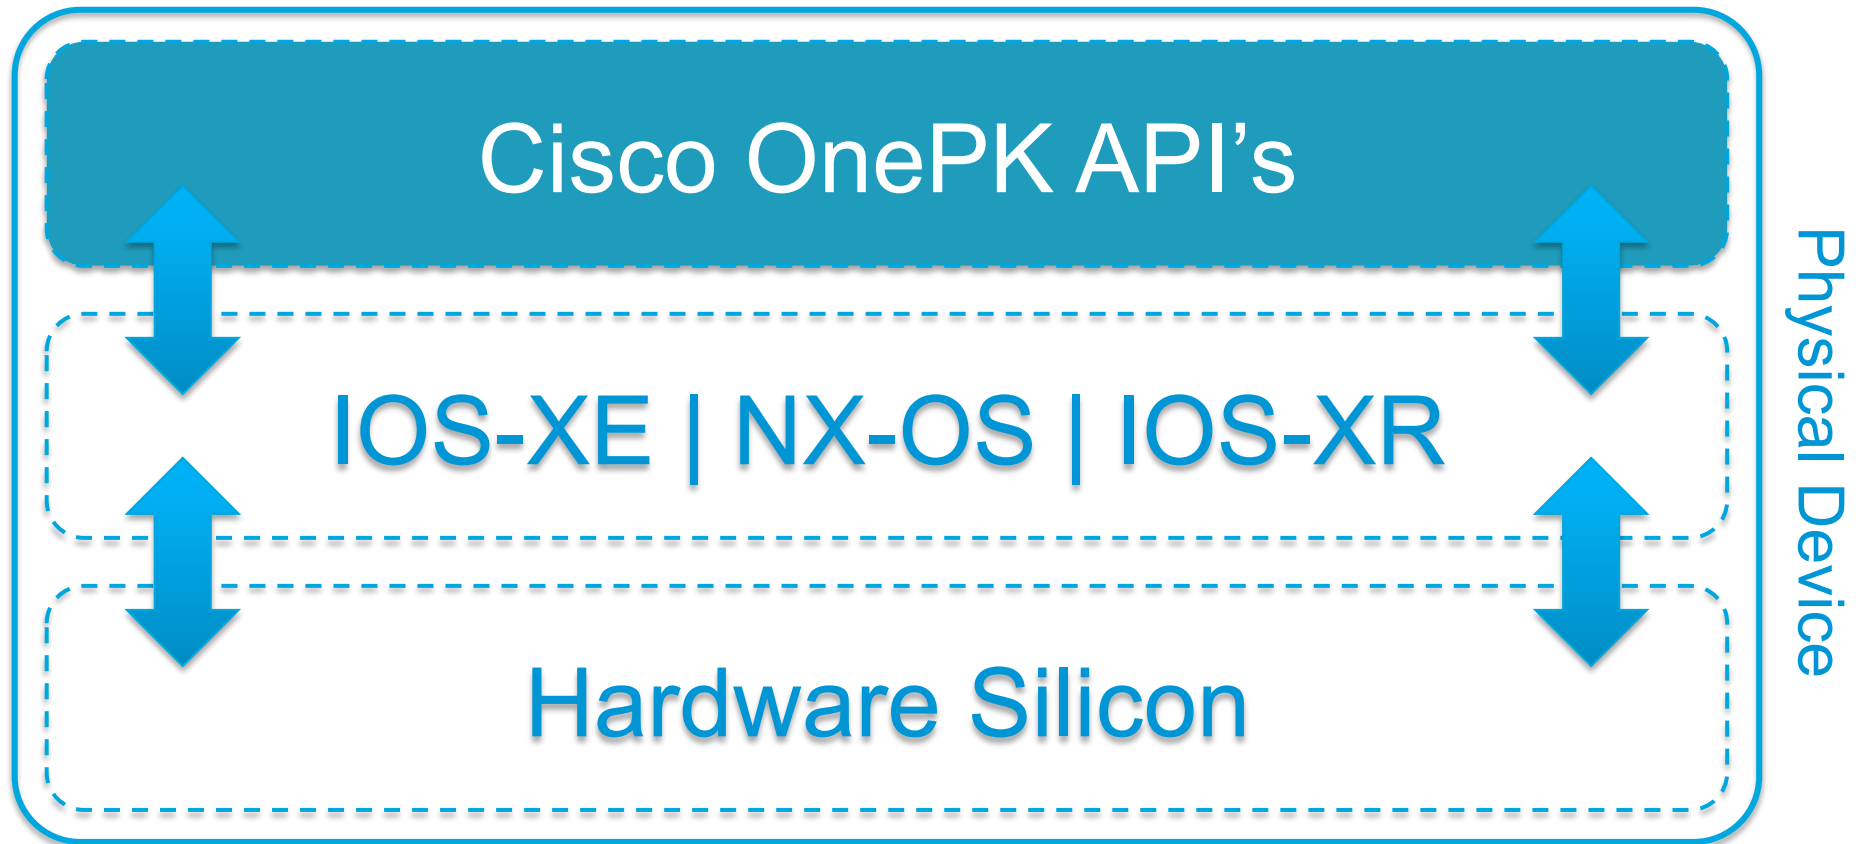 Cisco OnePK API’s
IOS-XE | NX-OS | IOS-XR
Hardware Silicon
Physical Device